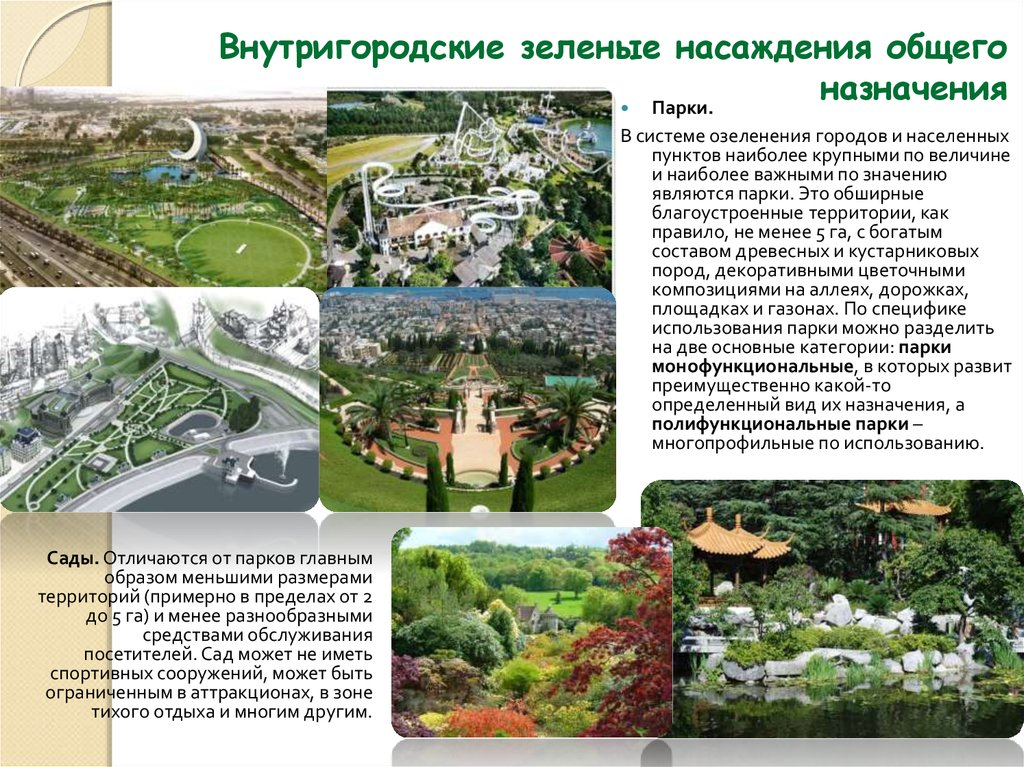 Внутригородские зеленые насаждения общего
назначения
• Парки.
В системе озеленения городов и населенных
пунктов наиболее крупными по величине
и наиболее важными по значению
являются парки. Это обширные
благоустроенные территории, как
правило, не менее 5 га, с богатым
составом древесных и кустарниковых
пород, декоративными цветочными
композициями на аллеях, дорожках,
площадках и газонах. По специфике
использования парки можно разделить
на две основные категории: парки
монофункциональные, в которых развит
преимущественно какой-то
определенный вид их назначения, а
полифункциональные парки –
многопрофильные по использованию.
Сады. Отличаются от парков главным
образом меньшими размерами
территорий (примерно в пределах от 2
до 5 га) и менее разнообразными
средствами обслуживания
посетителей. Сад может не иметь
спортивных сооружений, может быть
ограниченным в аттракционах, в зоне
тихого отдыха и многим другим.